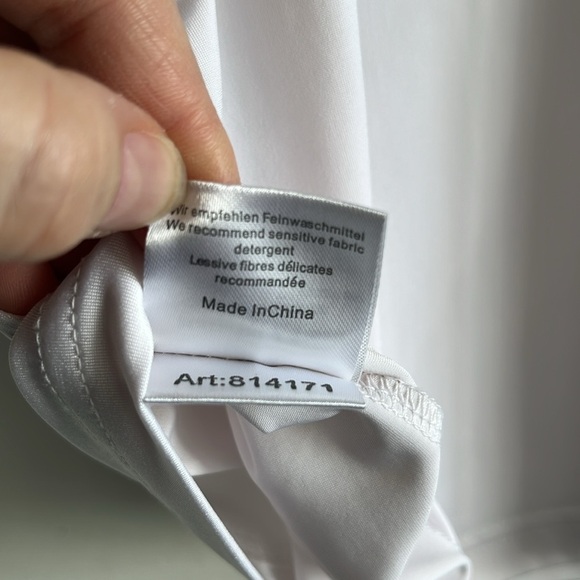 Wir empfehlen Feinwaschmittel
We recommend sensitive fabric
detergent
Lessive fibres délicates
recommandée
Made InChina
Art:814171